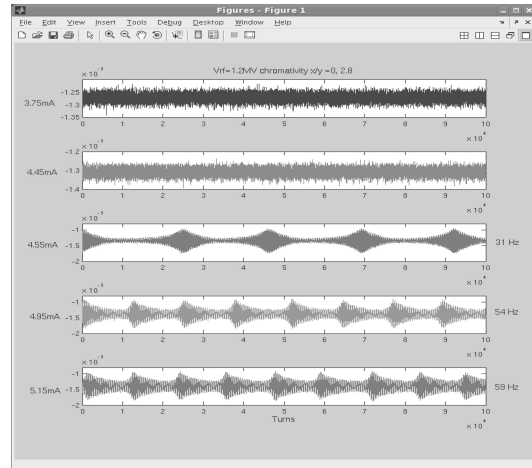 Figures - Figure 1
File Edit View Insert Tools Debug Desktop Window Help
Vrf=1.2MV chromativity x/y =0, 2.8
× 10⁻³
-1.25
3.75mA -1.3
-1.35
0 1 2 3 4 5 6 7 8 9 10
× 10⁴
× 10⁻³
-1.2
4.45mA -1.3
-1.4
0 1 2 3 4 5 6 7 8 9 10
× 10⁴
× 10⁻³
-1
4.55mA -1.5 31 Hz
-2
0 1 2 3 4 5 6 7 8 9 10
× 10⁴
× 10⁻³
-1
4.95mA -1.5 54 Hz
-2
0 1 2 3 4 5 6 7 8 9 10
× 10⁴
× 10⁻³
-1
5.15mA -1.5 59 Hz
-2
0 1 2 3 4 5 6 7 8 9 10
Turns
× 10⁴